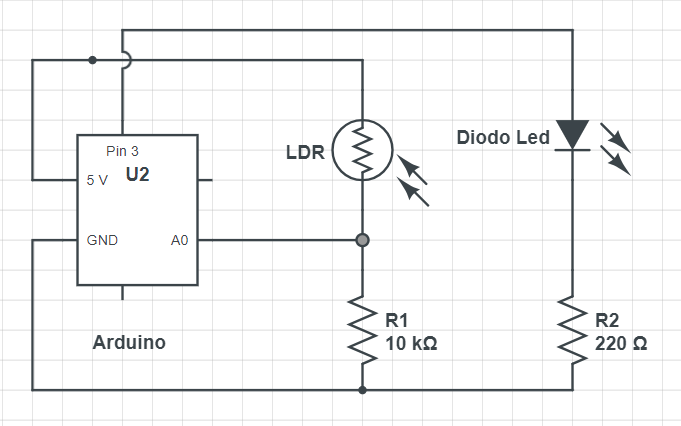 Pin 3
5 V
U2
GND
A0
Arduino
LDR
Diodo Led
R1
10 kΩ
R2
220 Ω